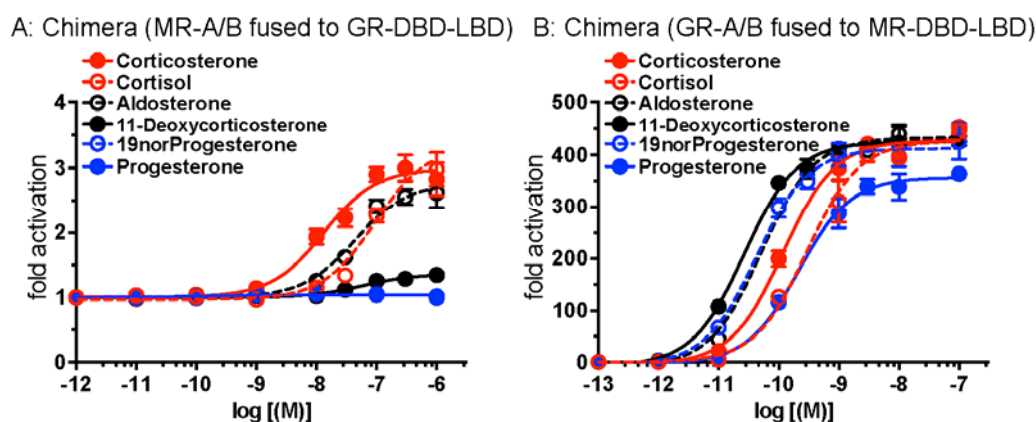 A: Chimera (MR-A/B fused to GR-DBD-LBD)
Corticosterone
Cortisol
Aldosterone
11-Deoxycorticosterone
19norProgesterone
Progesterone
fold activation
4
3
2
1
0
-12 -11 -10 -9 -8 -7 -6
log [(M)]
B: Chimera (GR-A/B fused to MR-DBD-LBD)
Corticosterone
Cortisol
Aldosterone
11-Deoxycorticosterone
19norProgesterone
Progesterone
fold activation
500
400
300
200
100
0
-13 -12 -11 -10 -9 -8 -7
log [(M)]